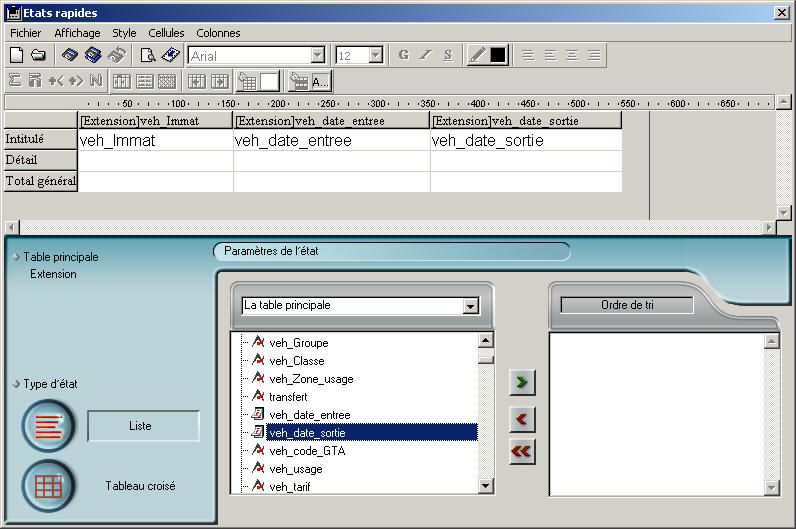 Etats rapides
Fichier Affichage Style Cellules Colonnes
Arial 12 G I S
Σ N A...
50 100 150 200 250 300 350 400 450 500 550 600 650
[Extension]veh_Immat [Extension]veh_date_entree [Extension]veh_date_sortie
Intitulé veh_Immat veh_date_entree veh_date_sortie
Détail
Total général
Table principale
Extension
Paramètres de l'état
La table principale
Ordre de tri
veh_Groupe
veh_Classe
veh_Zone_usage
transfert
veh_date_entree
veh_date_sortie
veh_code_GTA
veh_usage
veh_tarif
Type d'état
Liste
Tableau croisé